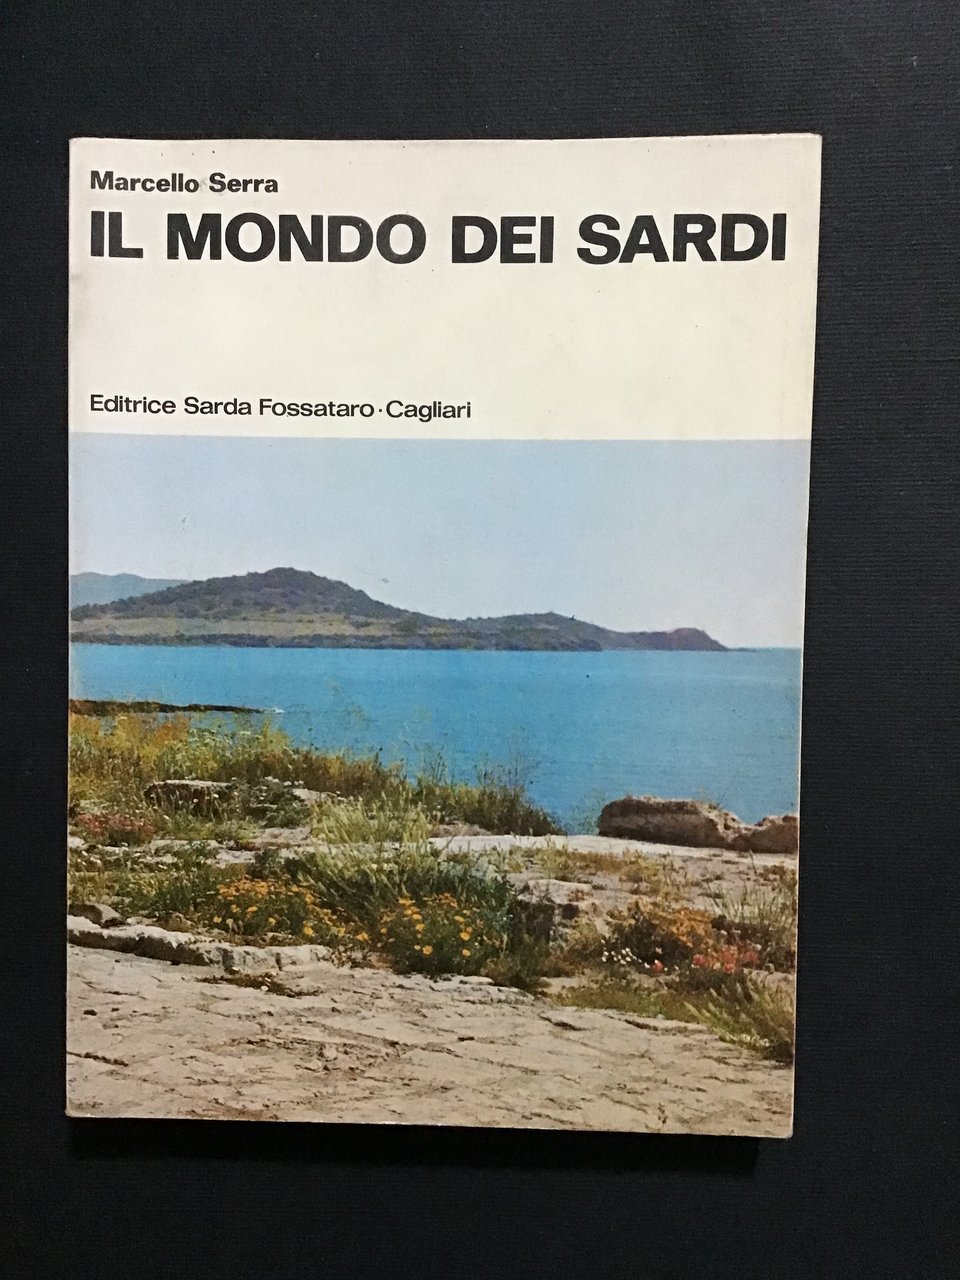 Marcello Serra
IL MONDO DEI SARDI
Editrice Sarda Fossataro · Cagliari